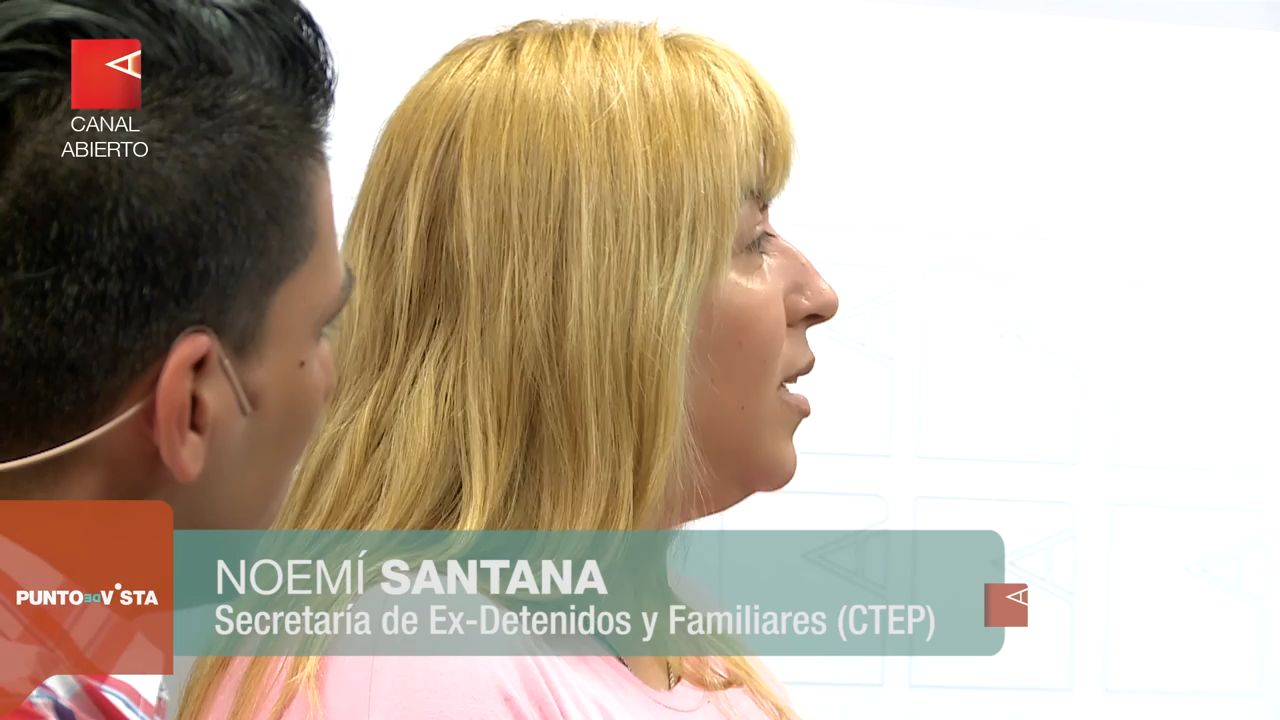 CANAL
ABIERTO
NOEMÍ SANTANA
Secretaría de Ex-Detenidos y Familiares (CTEP)
PUNTO DE VISTA